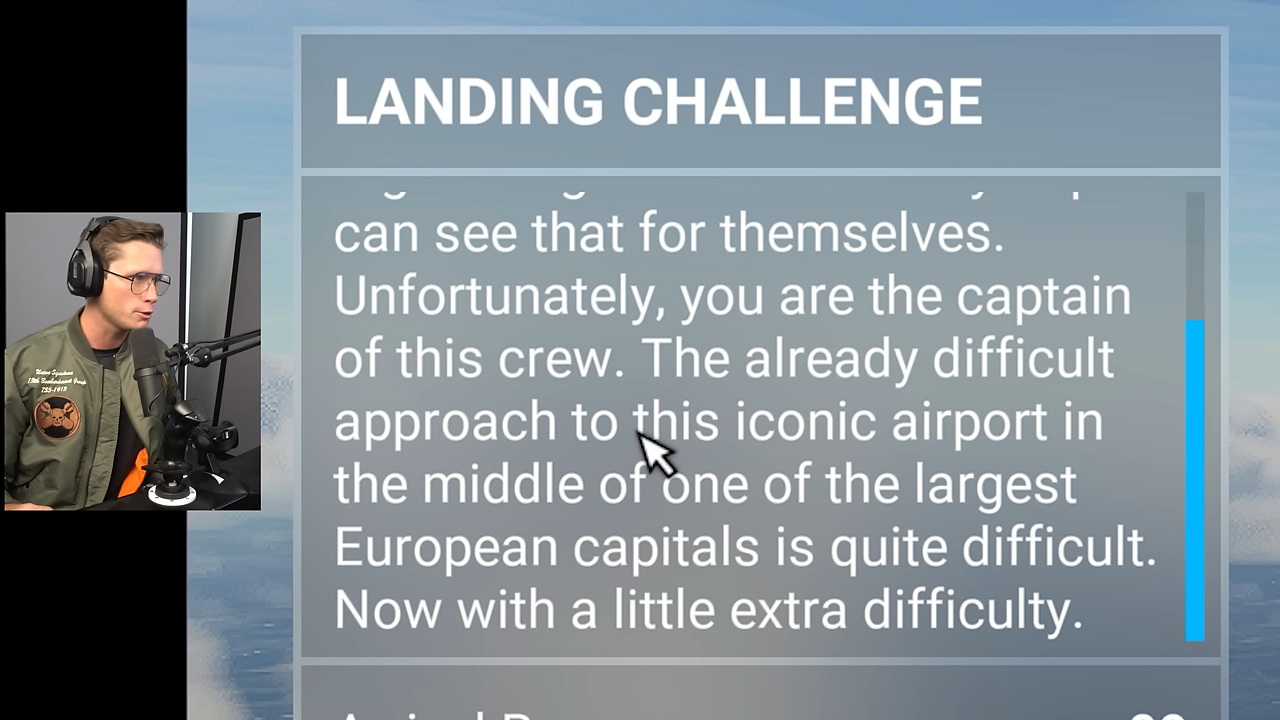 LANDING CHALLENGE
can see that for themselves.
Unfortunately, you are the captain
of this crew. The already difficult
approach to this iconic airport in
the middle of one of the largest
European capitals is quite difficult.
Now with a little extra difficulty.